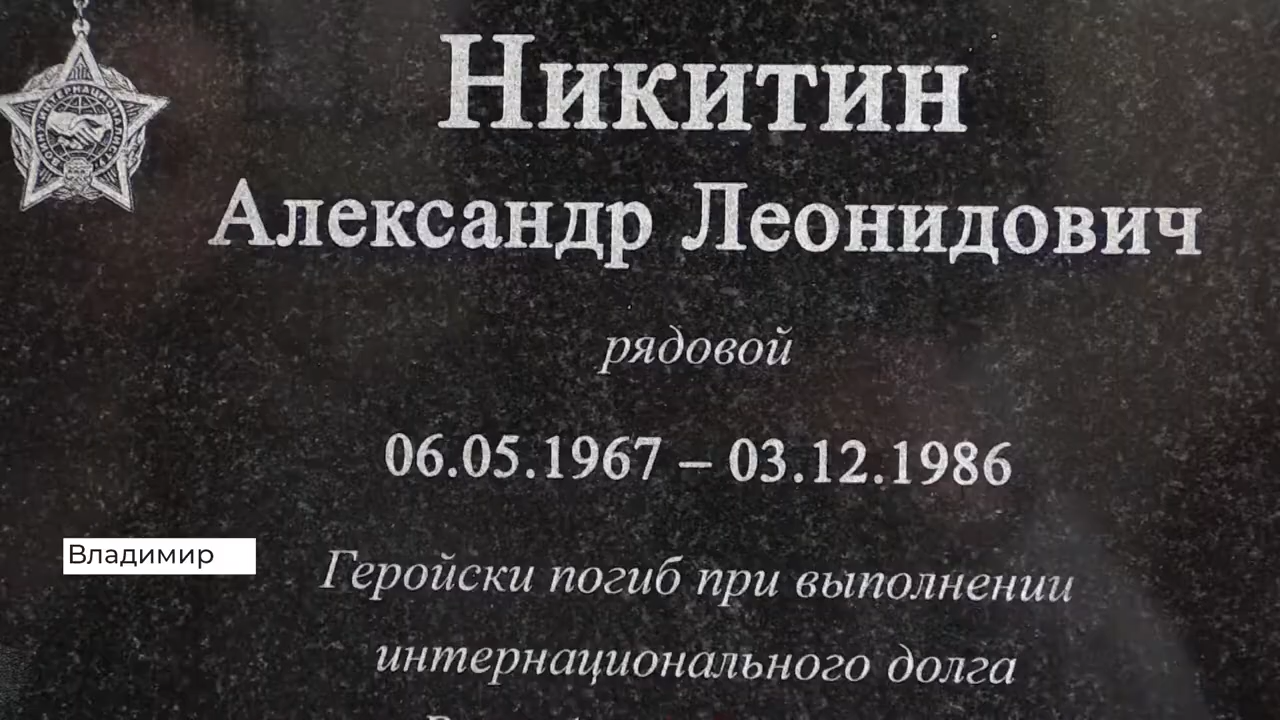 Никитин
Александр Леонидович
рядовой
06.05.1967 – 03.12.1986
Владимир
Геройски погиб при выполнении
интернационального долга